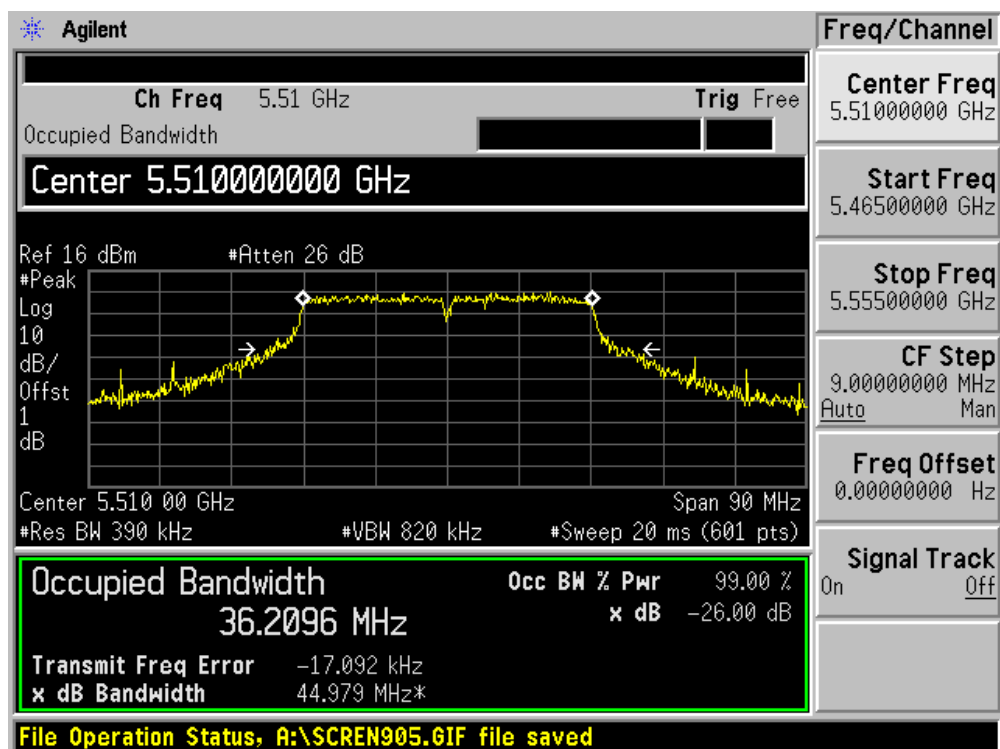 Agilent
Freq/Channel
Ch Freq 5.51 GHz Trig Free
Occupied Bandwidth
Center 5.510000000 GHz
Ref 16 dBm #Atten 26 dB
#Peak
Log
10
dB/
Offst
1
dB
Center 5.510 00 GHz Span 90 MHz
#Res BW 390 kHz #VBW 820 kHz #Sweep 20 ms (601 pts)
Occupied Bandwidth Occ BW % Pwr 99.00 %
36.2096 MHz x dB -26.00 dB
Transmit Freq Error -17.092 kHz
x dB Bandwidth 44.979 MHz*
Center Freq
5.51000000 GHz
Start Freq
5.46500000 GHz
Stop Freq
5.55500000 GHz
CF Step
9.00000000 MHz
Auto Man
Freq Offset
0.00000000 Hz
Signal Track
On Off
File Operation Status, A:\SCREN905.GIF file saved